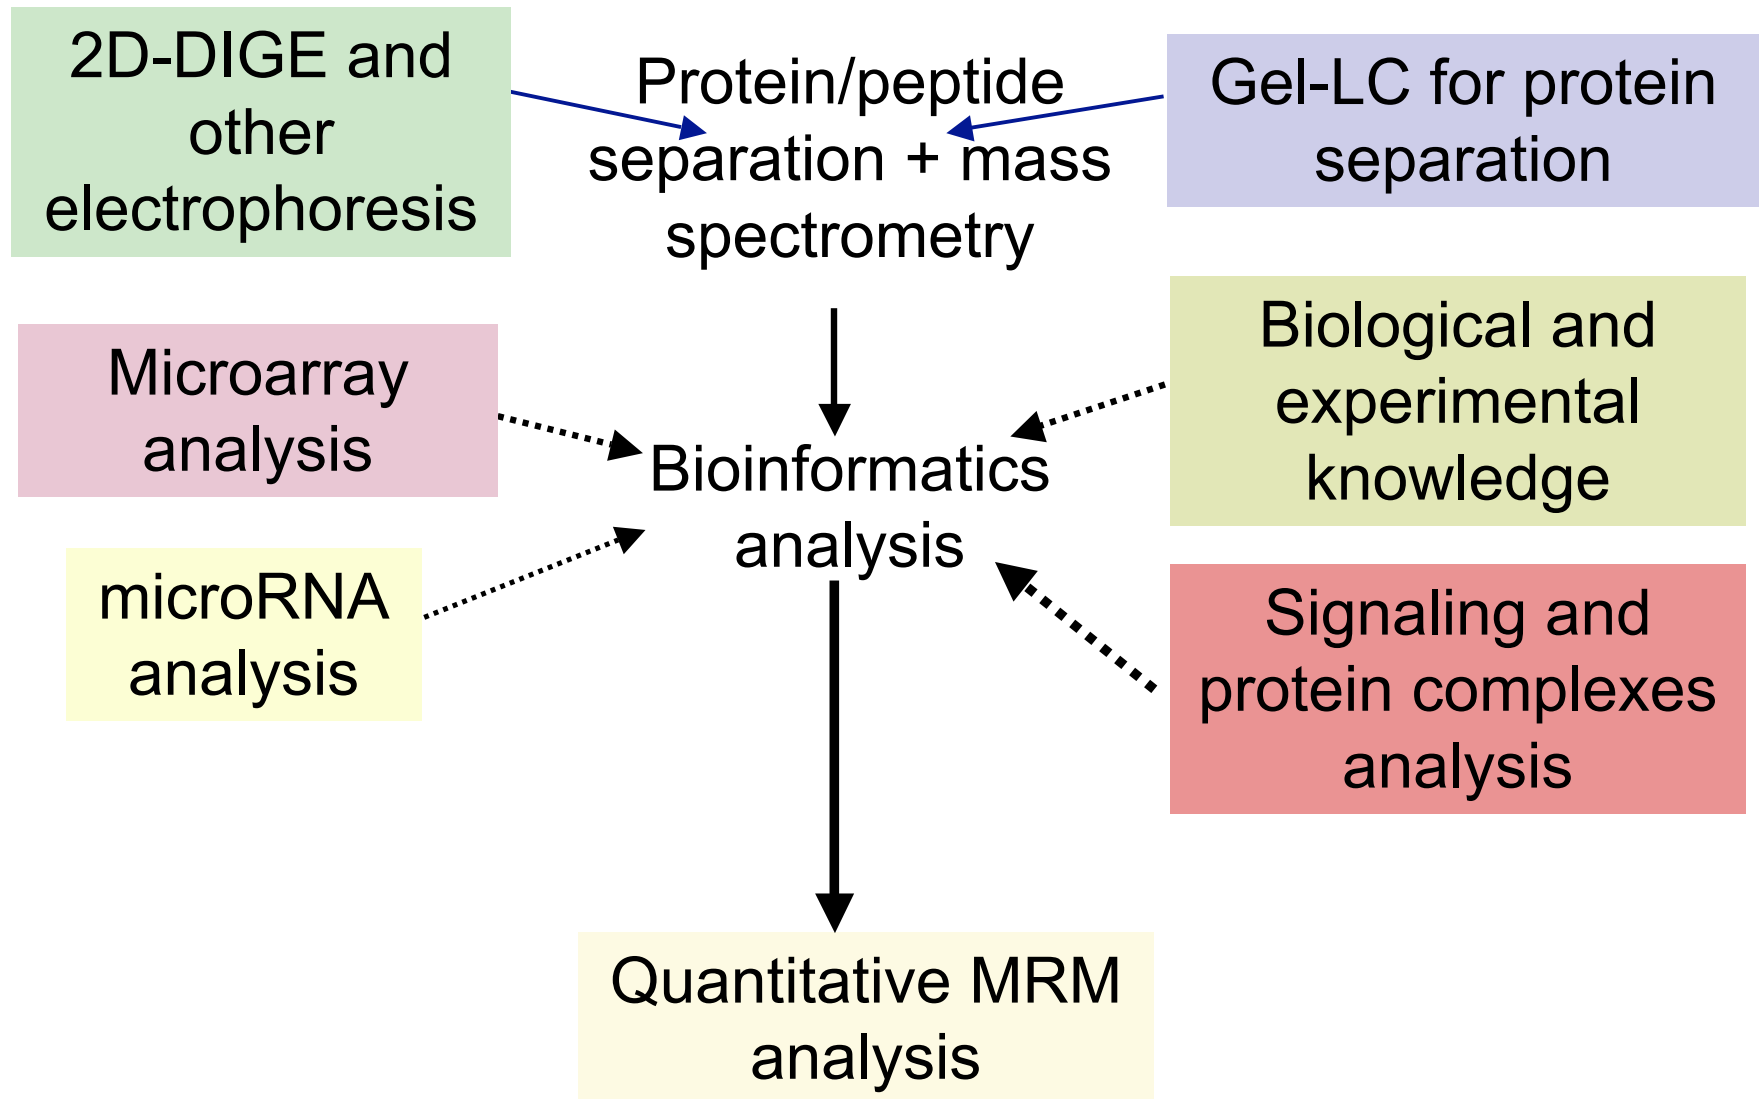 2D-DIGE and
other
electrophoresis
Protein/peptide
separation + mass
spectrometry
Gel-LC for protein
separation
Microarray
analysis
Biological and
experimental
knowledge
Bioinformatics
analysis
microRNA
analysis
Signaling and
protein complexes
analysis
Quantitative MRM
analysis